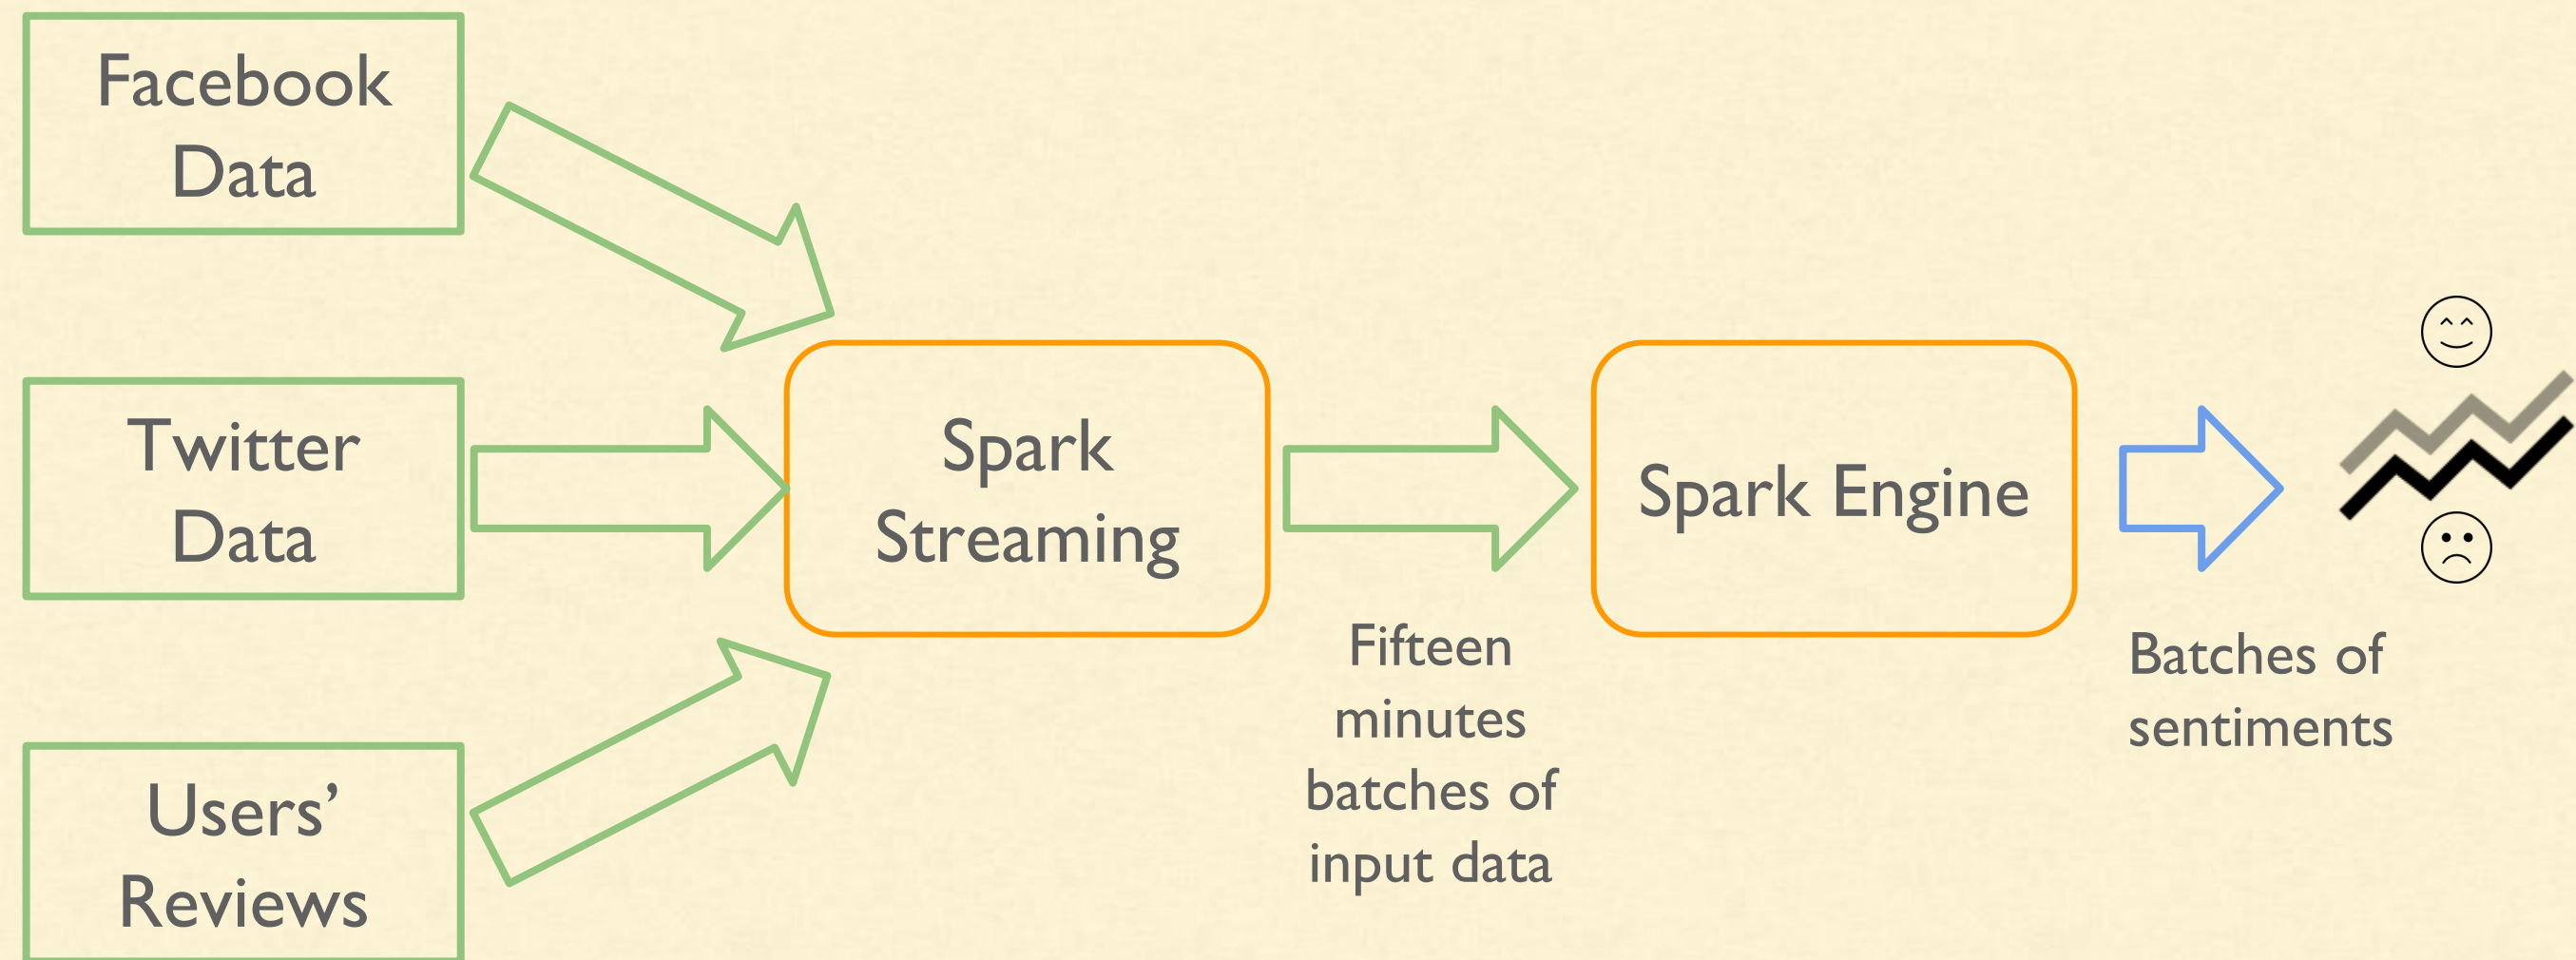 Facebook
Data
Twitter
Data
Users’
Reviews
Spark
Streaming
Fifteen
minutes
batches of
input data
Spark Engine
Batches of
sentiments